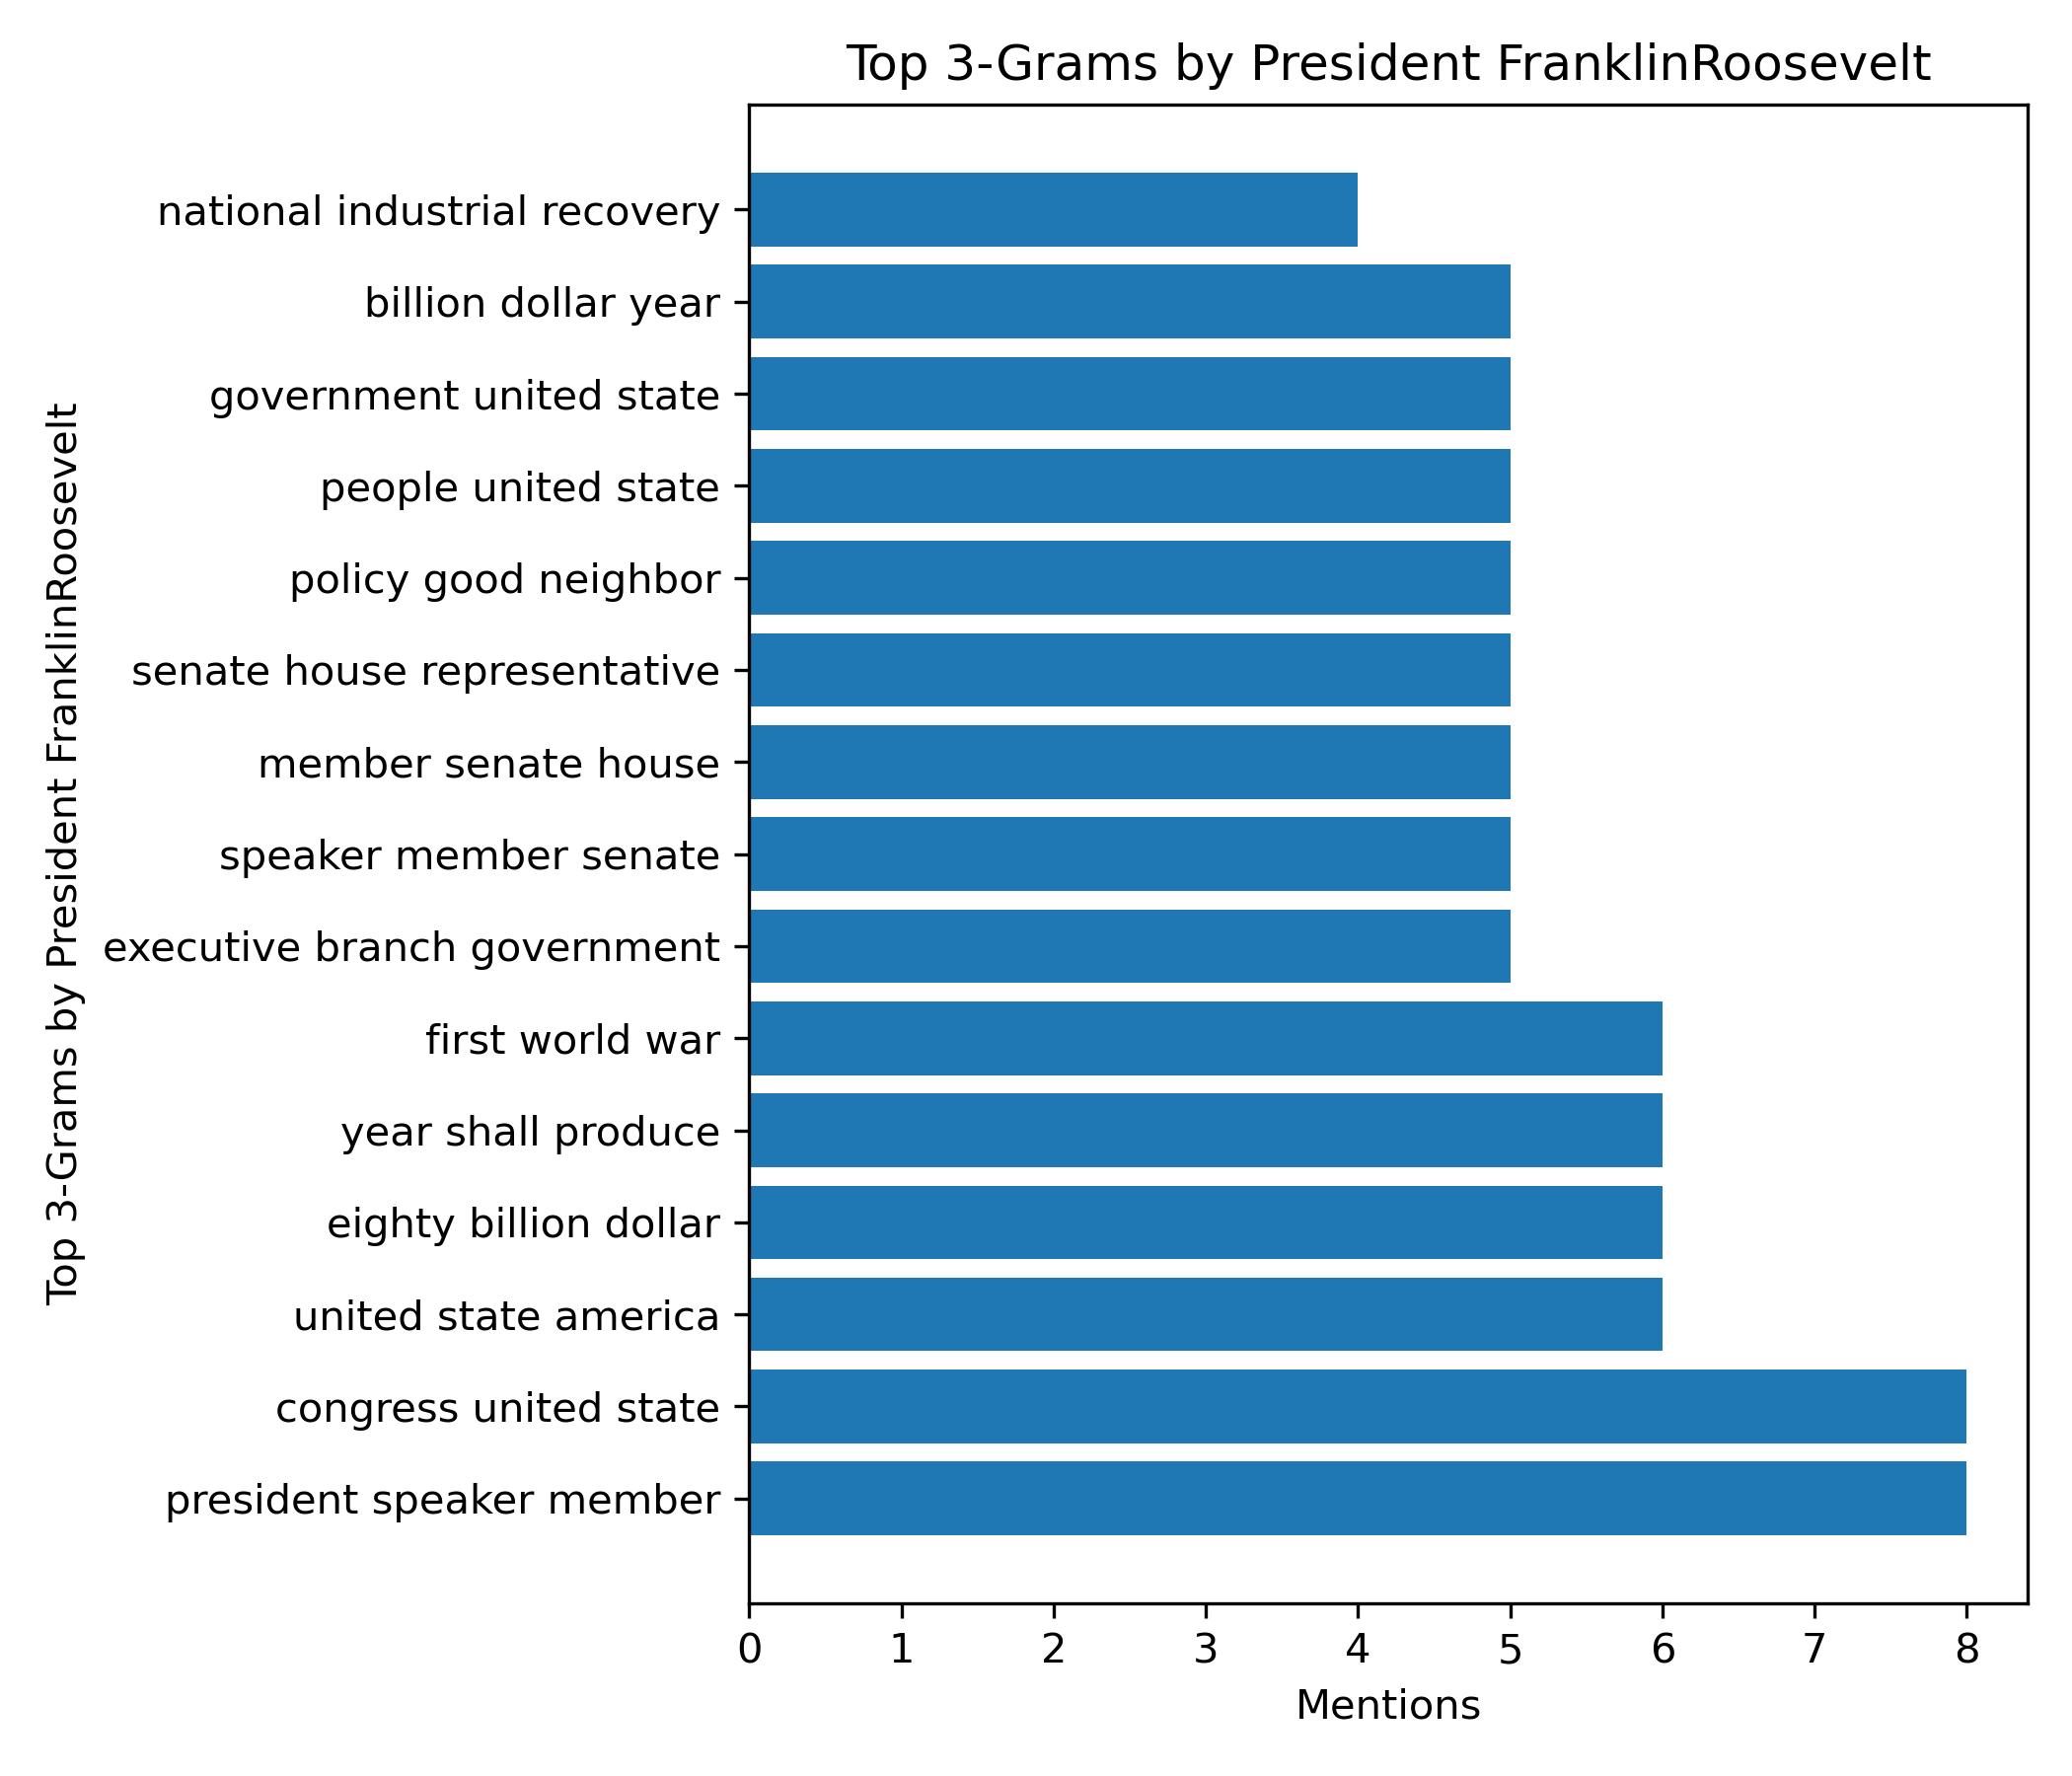 Top 3-Grams by President FranklinRoosevelt
Top 3-Grams by President FranklinRoosevelt
national industrial recovery
billion dollar year
government united state
people united state
policy good neighbor
senate house representative
member senate house
speaker member senate
executive branch government
first world war
year shall produce
eighty billion dollar
united state america
congress united state
president speaker member
0 1 2 3 4 5 6 7 8
Mentions